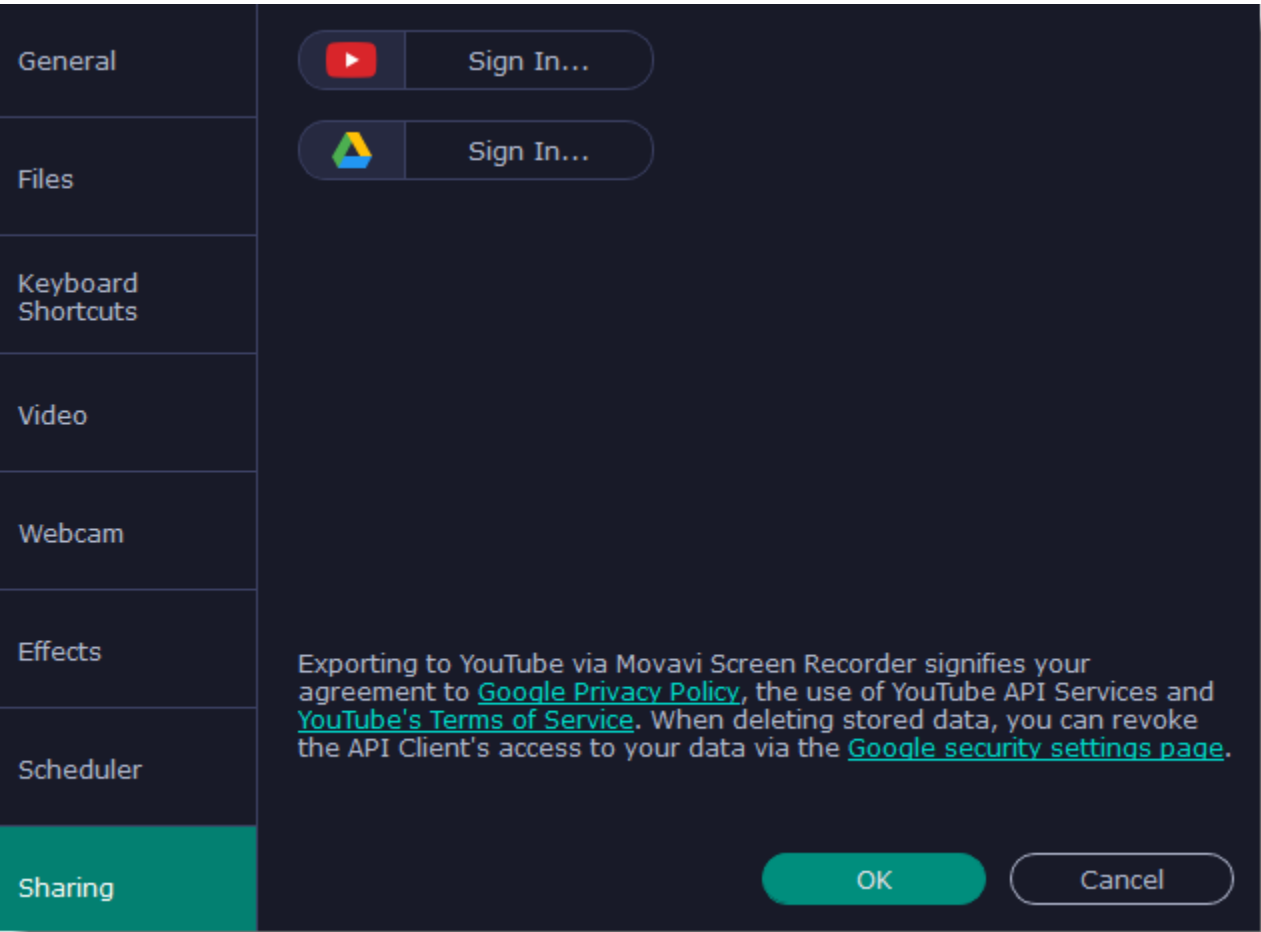 General
Files
Keyboard
Shortcuts
Video
Webcam
Effects
Scheduler
Sharing
Sign In...
Sign In...
Exporting to YouTube via Movavi Screen Recorder signifies your
agreement to Google Privacy Policy, the use of YouTube API Services and
YouTube's Terms of Service. When deleting stored data, you can revoke
the API Client's access to your data via the Google security settings page.
OK
Cancel